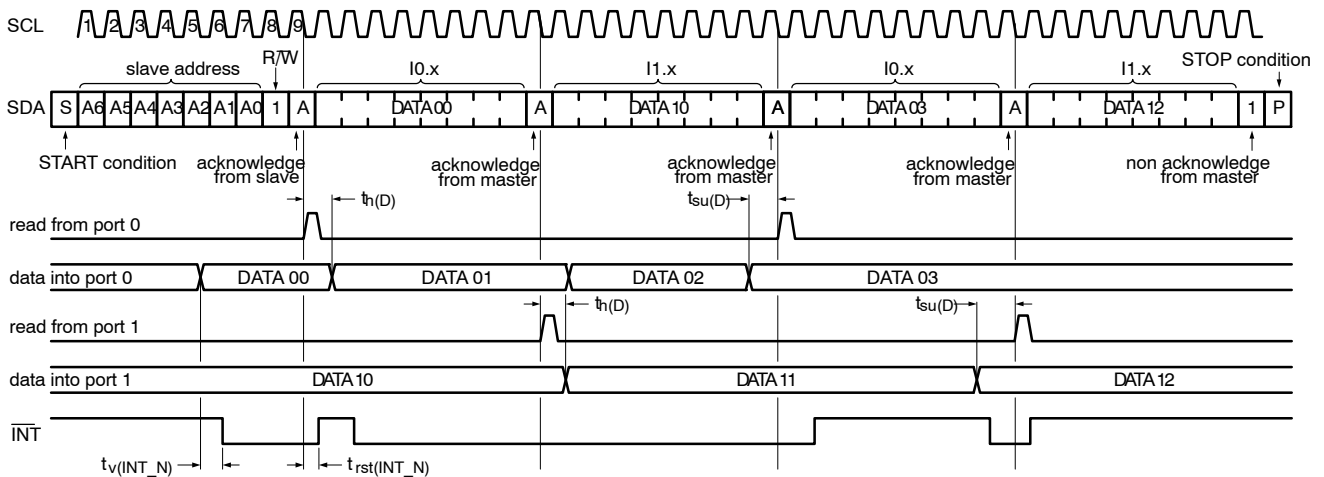 SCL 1 2 3 4 5 6 7 8 9
R/W
slave address I0.x I1.x I0.x I1.x STOP condition
SDA S A6 A5 A4 A3 A2 A1 A0 1 A DATA 00 A DATA 10 A DATA 03 A DATA 12 1 P
START condition acknowledge from slave acknowledge from master acknowledge from master acknowledge from master non acknowledge from master
th(D) tsu(D)
read from port 0
data into port 0 DATA 00 DATA 01 DATA 02 DATA 03
th(D) tsu(D)
read from port 1
data into port 1 DATA 10 DATA 11 DATA 12
INT
tv(INT_N) trst(INT_N)